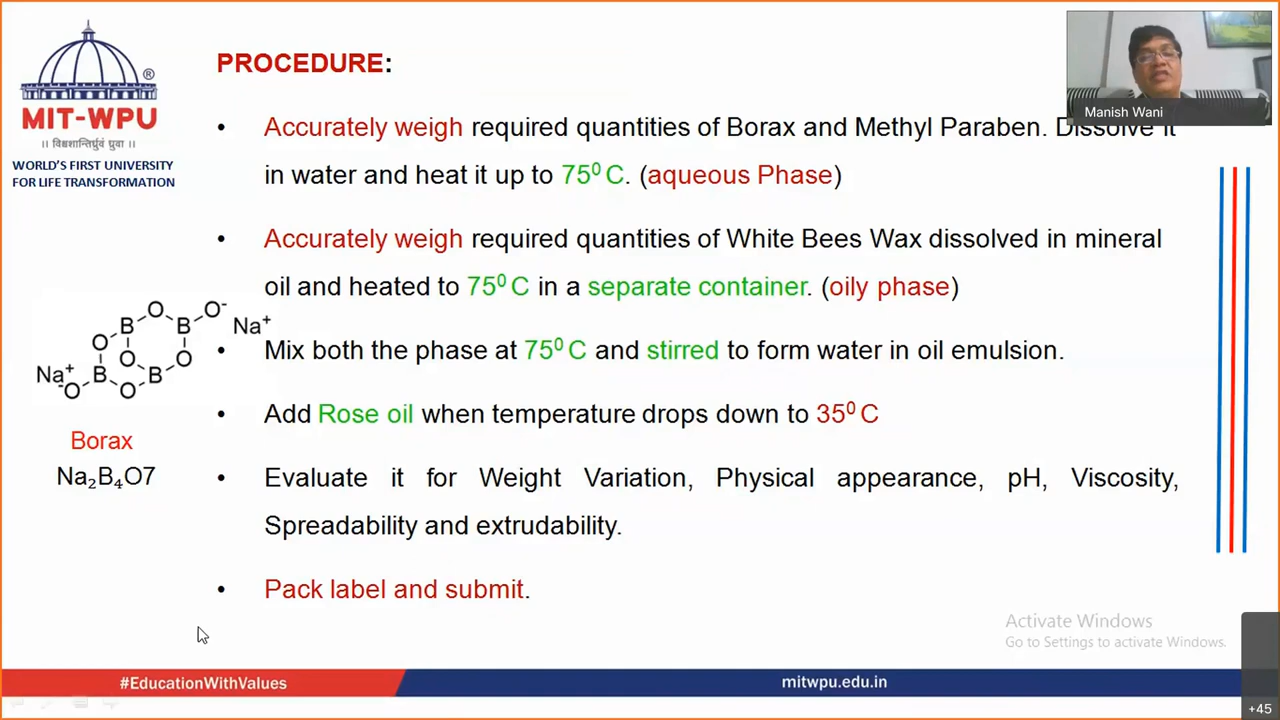 PROCEDURE:
Manish Wani
®
MIT-WPU
।। विश्वशान्तिर्ध्रुवं ध्रुवा ।।
WORLD'S FIRST UNIVERSITY
FOR LIFE TRANSFORMATION
• Accurately weigh required quantities of Borax and Methyl Paraben. Dissolve it
in water and heat it up to 75⁰ C. (aqueous Phase)
• Accurately weigh required quantities of White Bees Wax dissolved in mineral
oil and heated to 75⁰ C in a separate container. (oily phase)
• Mix both the phase at 75⁰ C and stirred to form water in oil emulsion.
• Add Rose oil when temperature drops down to 35⁰ C
• Evaluate it for Weight Variation, Physical appearance, pH, Viscosity,
Spreadability and extrudability.
• Pack label and submit.
O O⁻
B B Na⁺
O
O O
Na⁺ B B
⁻O O
Borax
Na₂B₄O7
Activate Windows
Go to Settings to activate Windows.
#EducationWithValues
mitwpu.edu.in
+45